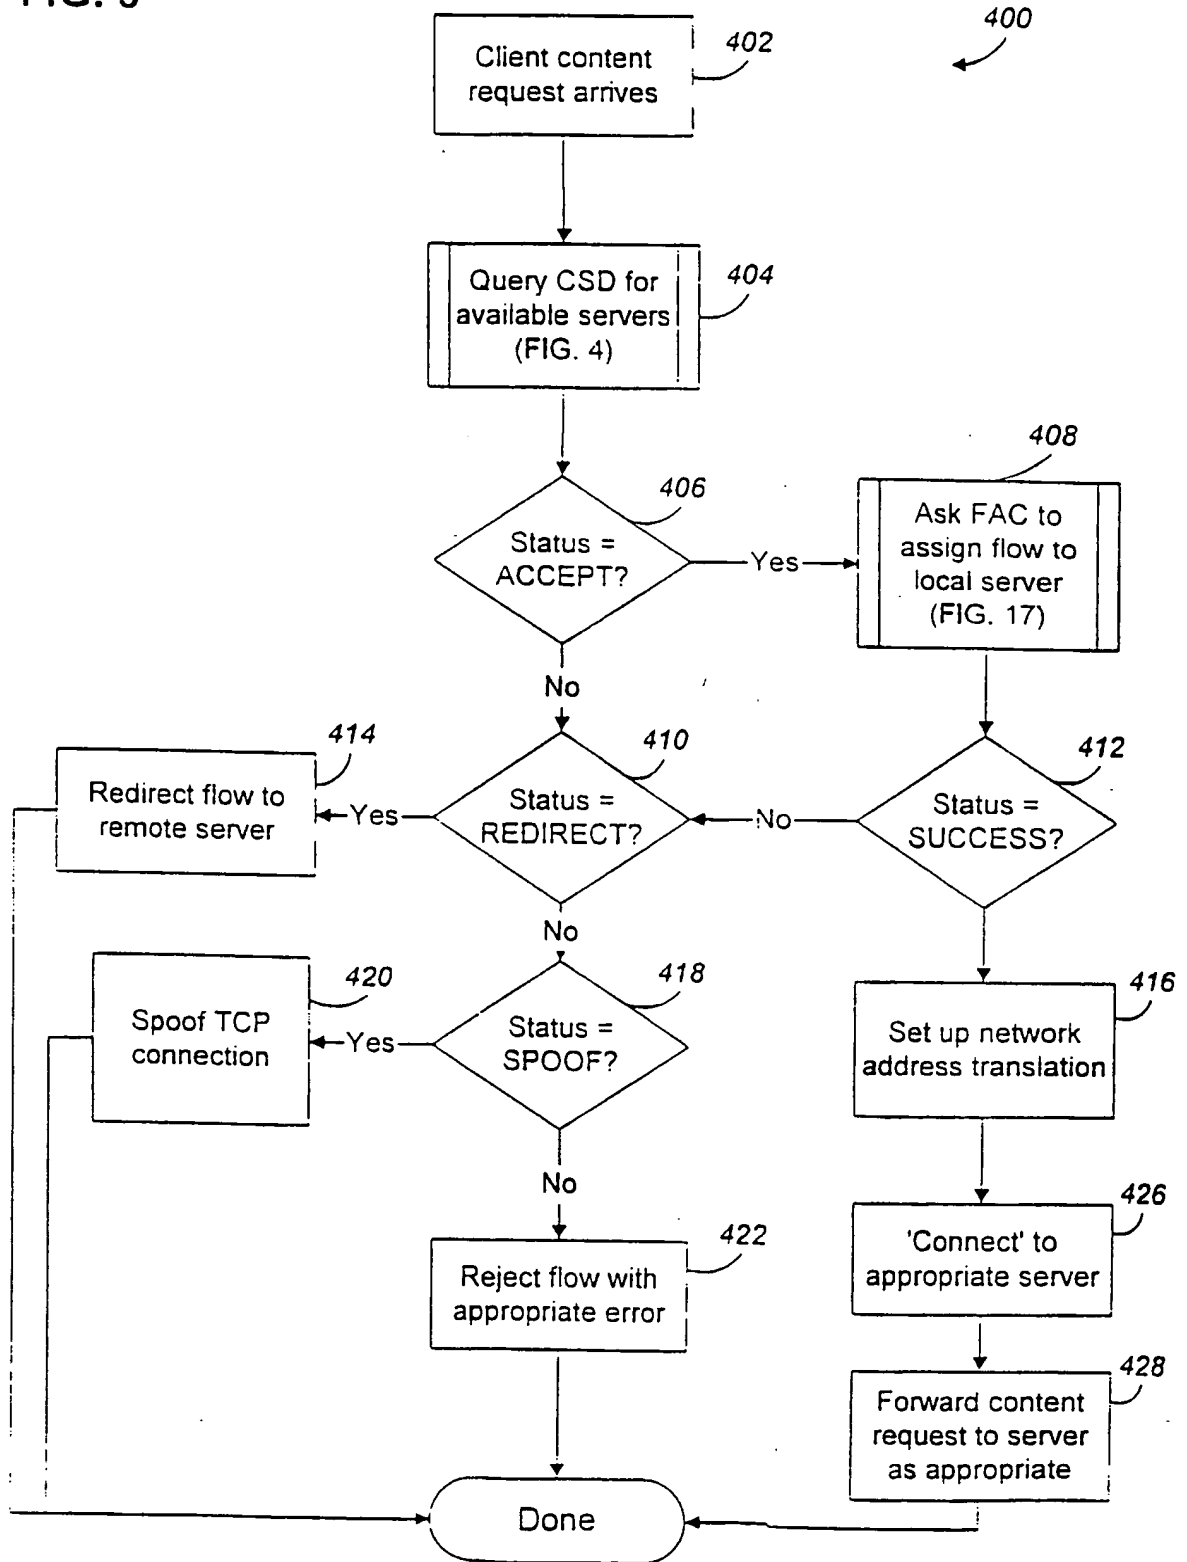 400
Client content
request arrives
402
Query CSD for
available servers
(FIG. 4)
404
Status =
ACCEPT?
406
Yes
No
408
Ask FAC to
assign flow to
local server
(FIG. 17)
414
Redirect flow to
remote server
Yes
Status =
REDIRECT?
410
No
Status =
SUCCESS?
412
No
420
Spoof TCP
connection
Yes
Status =
SPOOF?
418
No
Set up network
address translation
416
Reject flow with
appropriate error
422
'Connect' to
appropriate server
426
Forward content
request to server
as appropriate
428
Done